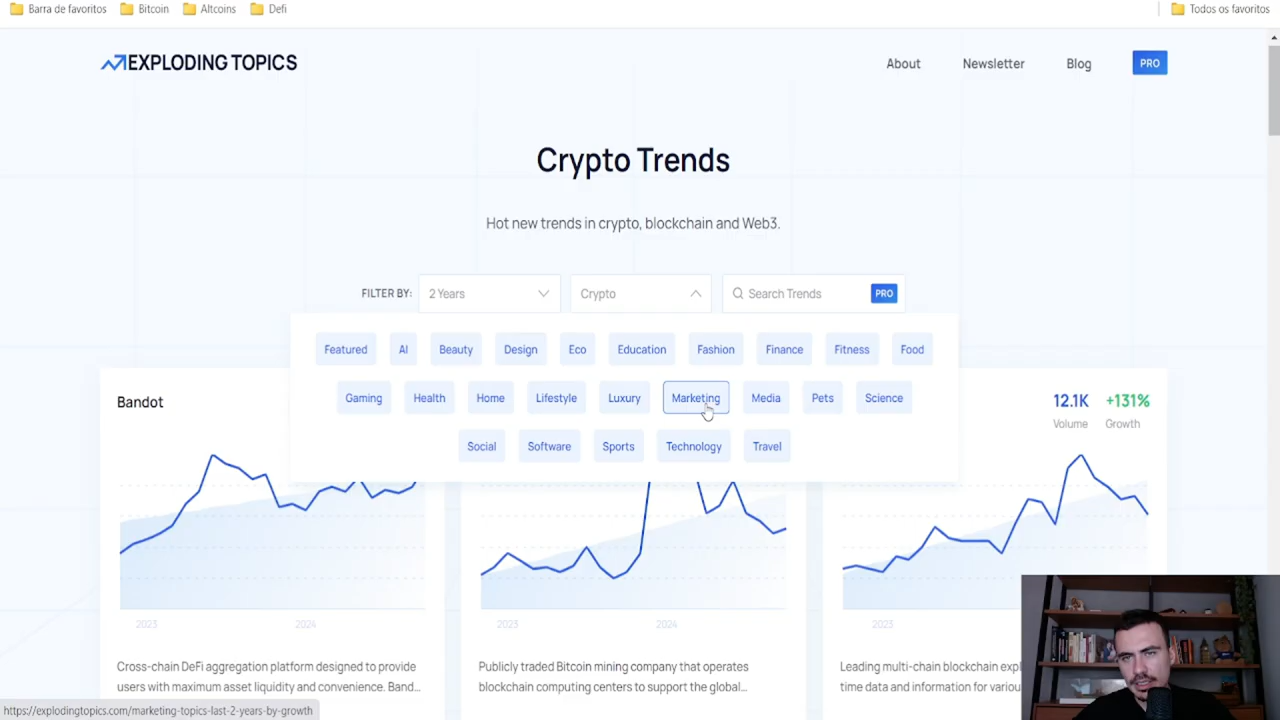 Barra de favoritos Bitcoin Altcoins Defi Todos os favoritos
EXPLODING TOPICS About Newsletter Blog PRO
Crypto Trends
Hot new trends in crypto, blockchain and Web3.
FILTER BY: 2 Years Crypto Search Trends PRO
Featured AI Beauty Design Eco Education Fashion Finance Fitness Food
Gaming Health Home Lifestyle Luxury Marketing Media Pets Science
Social Software Sports Technology Travel
Bandot 12.1K +131%
Volume Growth
2023 2024 2023 2024 2023
Cross-chain DeFi aggregation platform designed to provide
users with maximum asset liquidity and convenience. Band...
Publicly traded Bitcoin mining company that operates
blockchain computing centers to support the global...
Leading multi-chain blockchain expl
time data and information for variou
https://explodingtopics.com/marketing-topics-last-2-years-by-growth